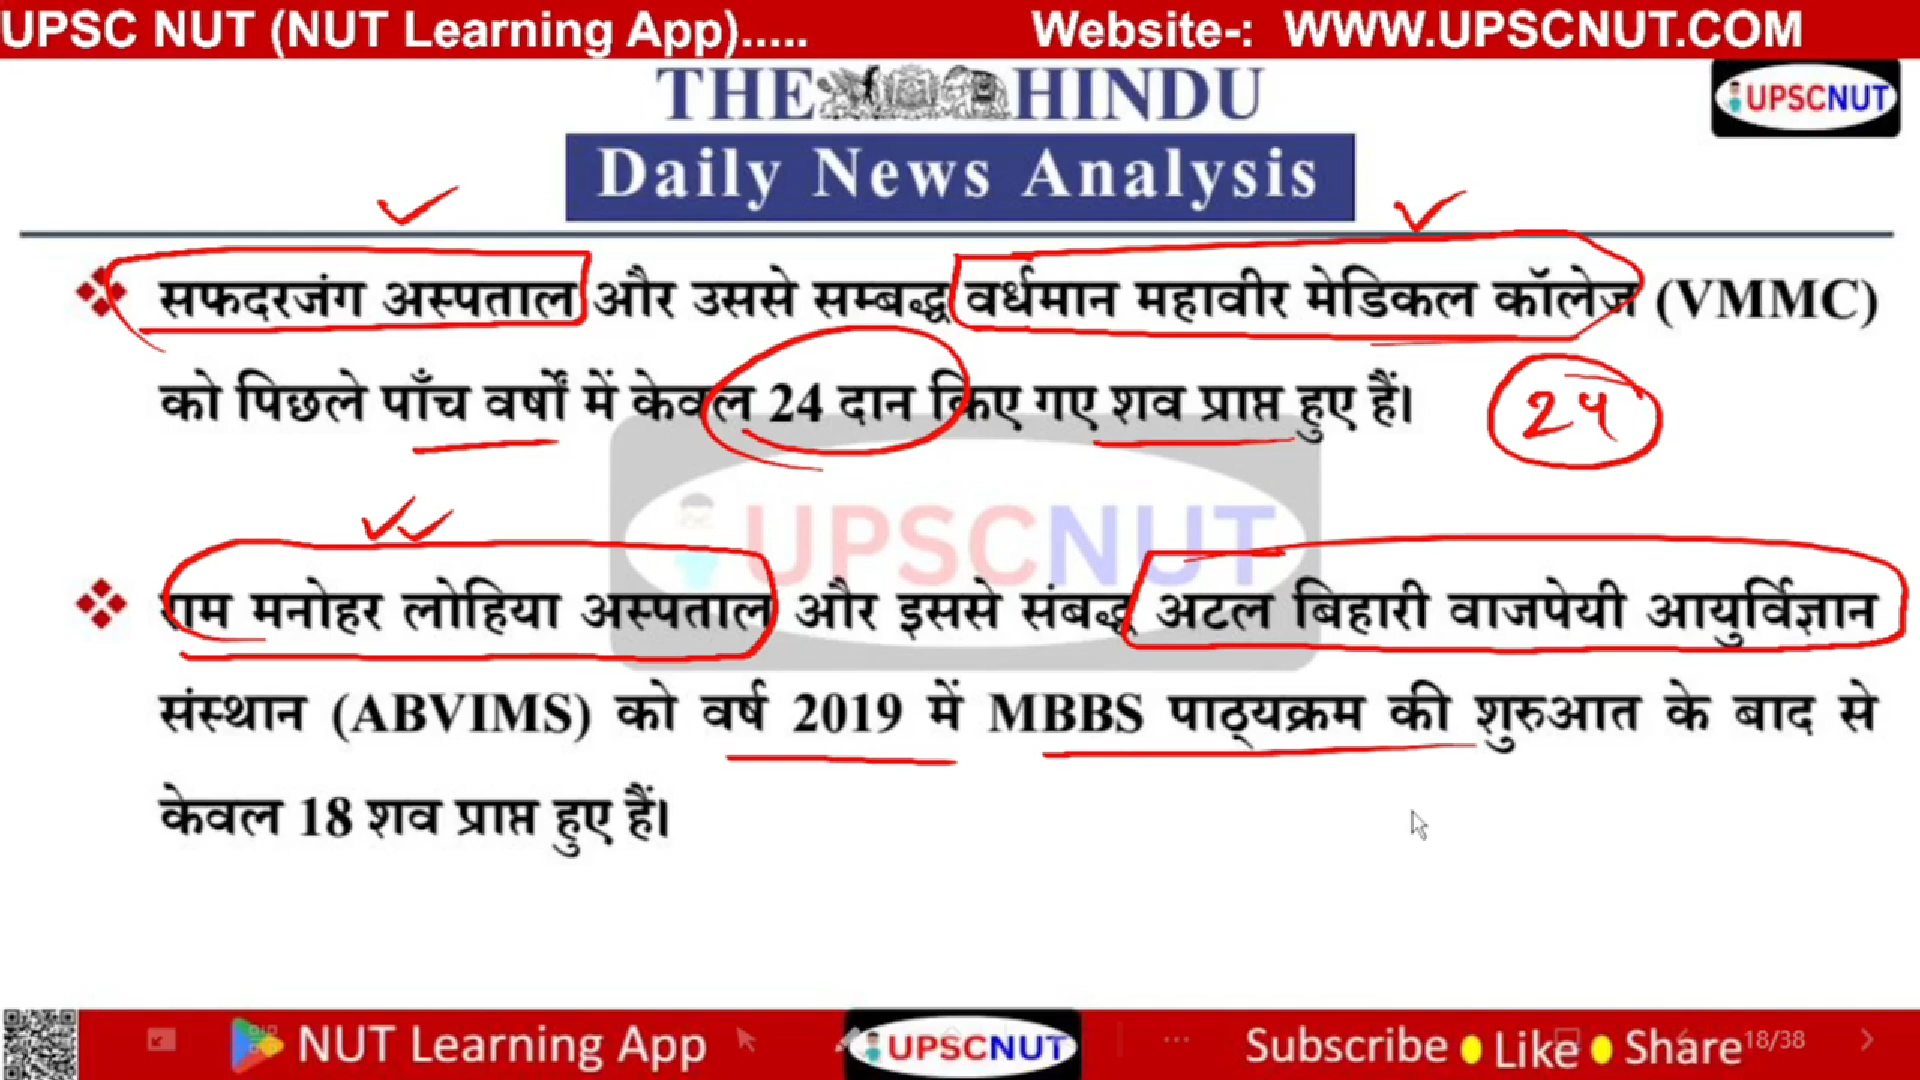 UPSC NUT (NUT Learning App)..... Website-: WWW.UPSCNUT.COM
THE HINDU
UPSCNUT
Daily News Analysis
सफदरजंग अस्पताल और उससे सम्बद्ध वर्धमान महावीर मेडिकल कॉलेज (VMMC)
को पिछले पाँच वर्षों में केवल 24 दान किए गए शव प्राप्त हुए हैं।
24
UPSCNUT
राम मनोहर लोहिया अस्पताल और इससे संबद्ध अटल बिहारी वाजपेयी आयुर्विज्ञान
संस्थान (ABVIMS) को वर्ष 2019 में MBBS पाठ्यक्रम की शुरुआत के बाद से
केवल 18 शव प्राप्त हुए हैं।
NUT Learning App UPSCNUT Subscribe Like Share 18/38